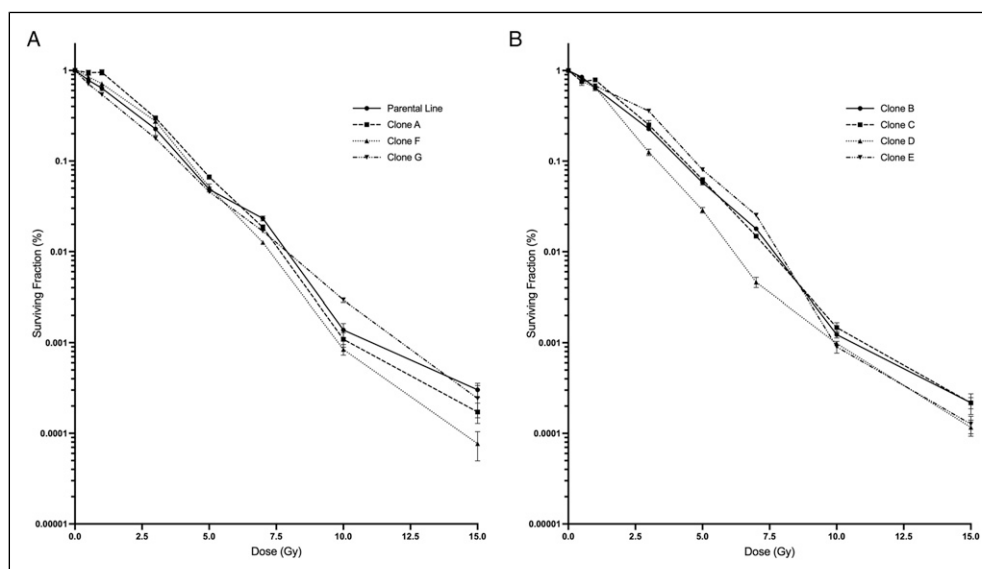 A
Surviving Fraction (%)
1
0.1
0.01
0.001
0.0001
0.00001
Parental Line
Clone A
Clone F
Clone G
0.0
2.5
5.0
7.5
10.0
12.5
15.0
Dose (Gy)
B
Surviving Fraction (%)
1
0.1
0.01
0.001
0.0001
0.00001
Clone B
Clone C
Clone D
Clone E
0.0
2.5
5.0
7.5
10.0
12.5
15.0
Dose (Gy)